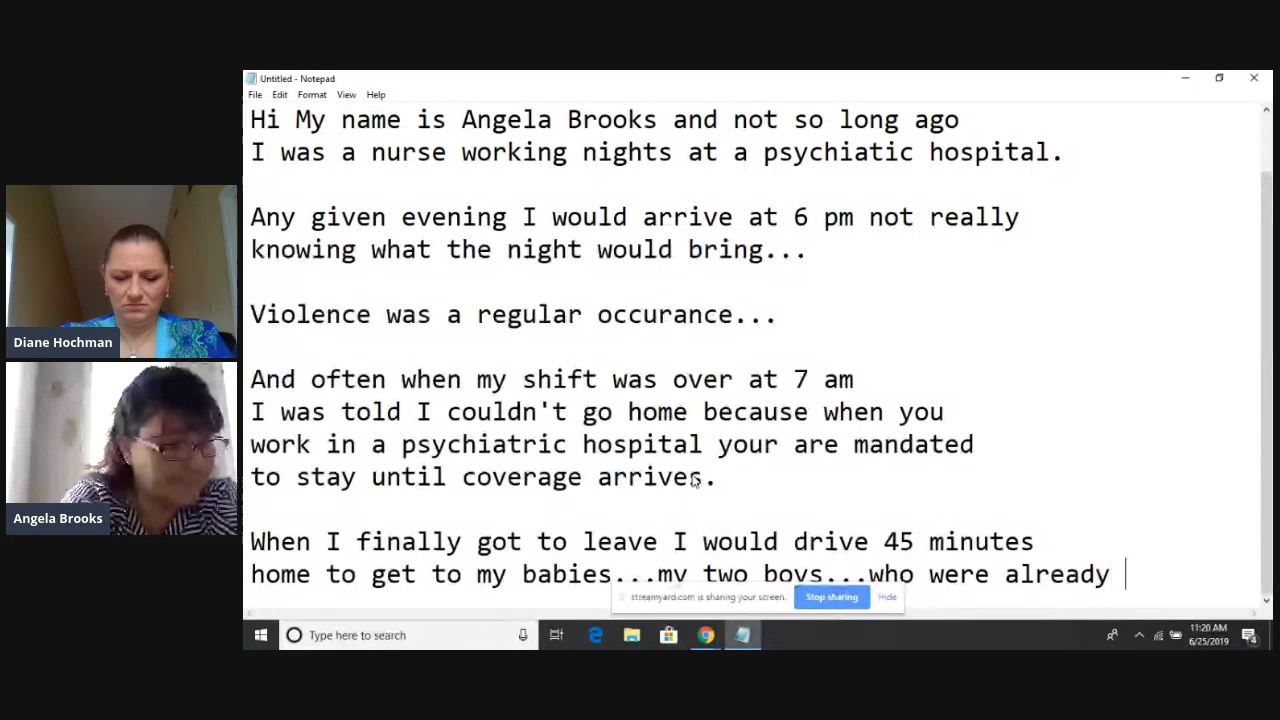 Untitled - Notepad
File Edit Format View Help
Hi My name is Angela Brooks and not so long ago
I was a nurse working nights at a psychiatic hospital.
Any given evening I would arrive at 6 pm not really
knowing what the night would bring...
Violence was a regular occurance...
And often when my shift was over at 7 am
I was told I couldn't go home because when you
work in a psychiatric hospital your are mandated
to stay until coverage arrives.
When I finally got to leave I would drive 45 minutes
home to get to my babies...my two boys...who were already
streamyard.com is sharing your screen. Stop sharing Hide
Diane Hochman
Angela Brooks
Type here to search
11:20 AM
6/25/2019
4